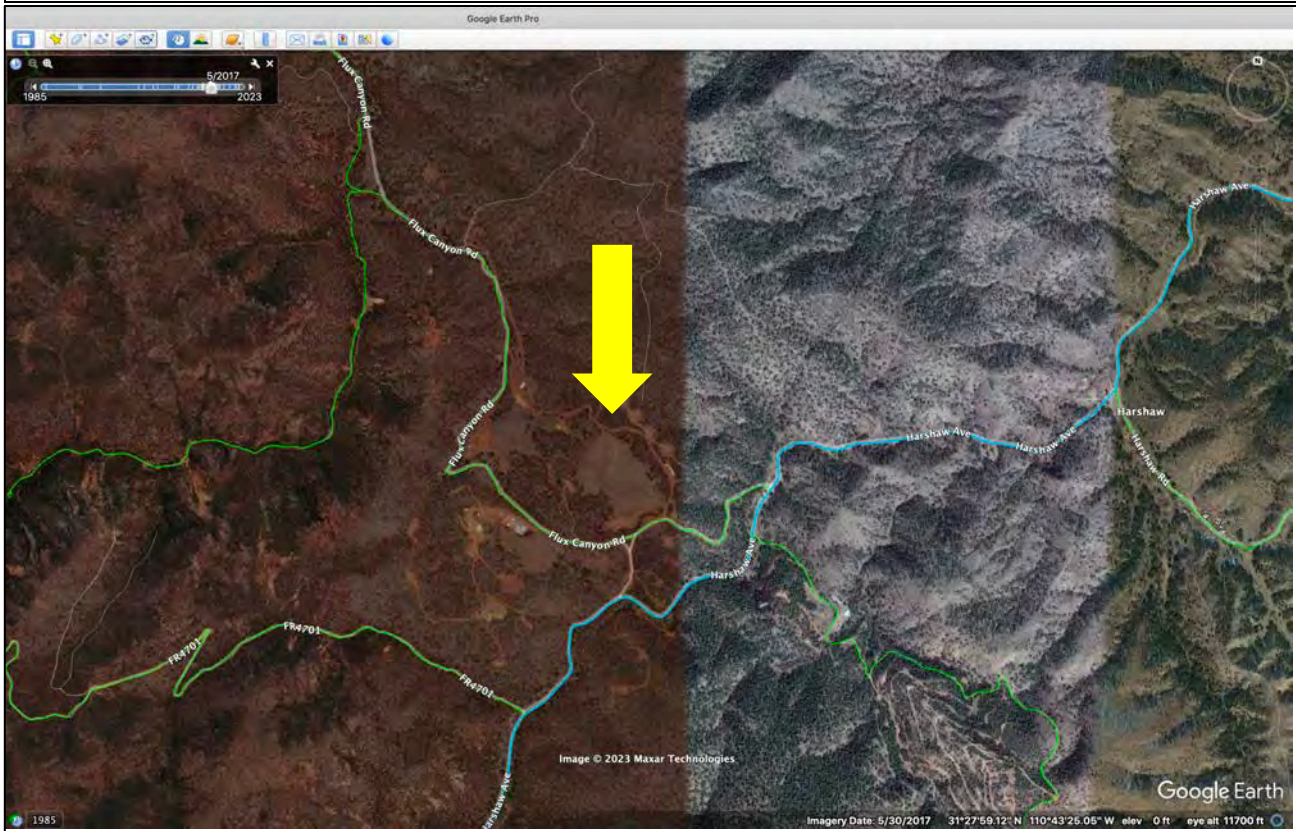 Google Earth Pro
5/2017
1985
2023
N
Flux Canyon Rd
Flux Canyon Rd
Harshaw Ave
Flux Canyon Rd
Harshaw
Harshaw Ave
Harshaw Ave
Harshaw Rd
Flux Canyon Rd
Harshaw Ave
FR4701
FR4701
FR4701
Image © 2023 Maxar Technologies
Harshaw Ave
Google Earth
1985
Imagery Date: 5/30/2017 31°27'59.12" N 110°43'25.05" W elev 0 ft eye alt 11700 ft